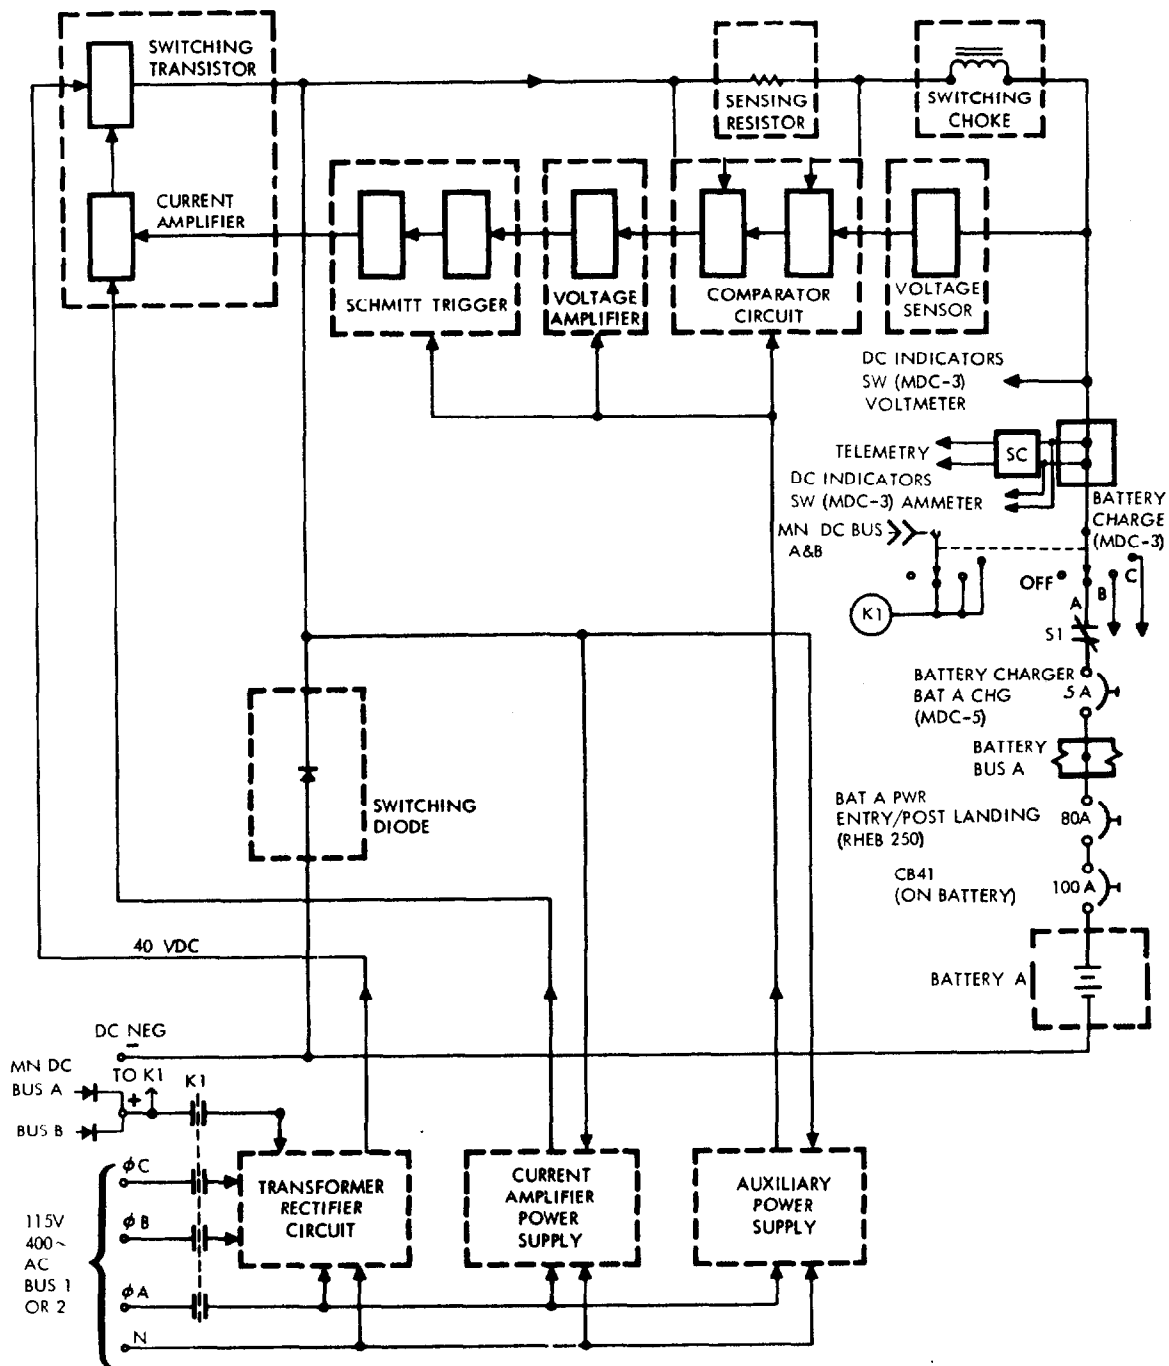 SWITCHING
TRANSISTOR
CURRENT
AMPLIFIER
SENSING
RESISTOR
SWITCHING
CHOKE
SCHMITT TRIGGER
VOLTAGE
AMPLIFIER
COMPARATOR
CIRCUIT
VOLTAGE
SENSOR
DC INDICATORS
SW (MDC-3)
VOLTMETER
TELEMETRY
SC
DC INDICATORS
SW (MDC-3) AMMETER
BATTERY
CHARGE
(MDC-3)
MN DC BUS
A&B
OFF
A
B
C
K1
S1
BATTERY CHARGER
BAT A CHG
(MDC-5)
5 A
BATTERY
BUS A
BAT A PWR
ENTRY/POST LANDING
(RHEB 250)
80A
CB41
(ON BATTERY)
100 A
BATTERY A
SWITCHING
DIODE
40 VDC
DC NEG
−
MN DC
BUS A
BUS B
TO K1
+
K1
ϕC
ϕB
ϕA
N
115V
400~
AC
BUS 1
OR 2
TRANSFORMER
RECTIFIER
CIRCUIT
CURRENT
AMPLIFIER
POWER
SUPPLY
AUXILIARY
POWER
SUPPLY